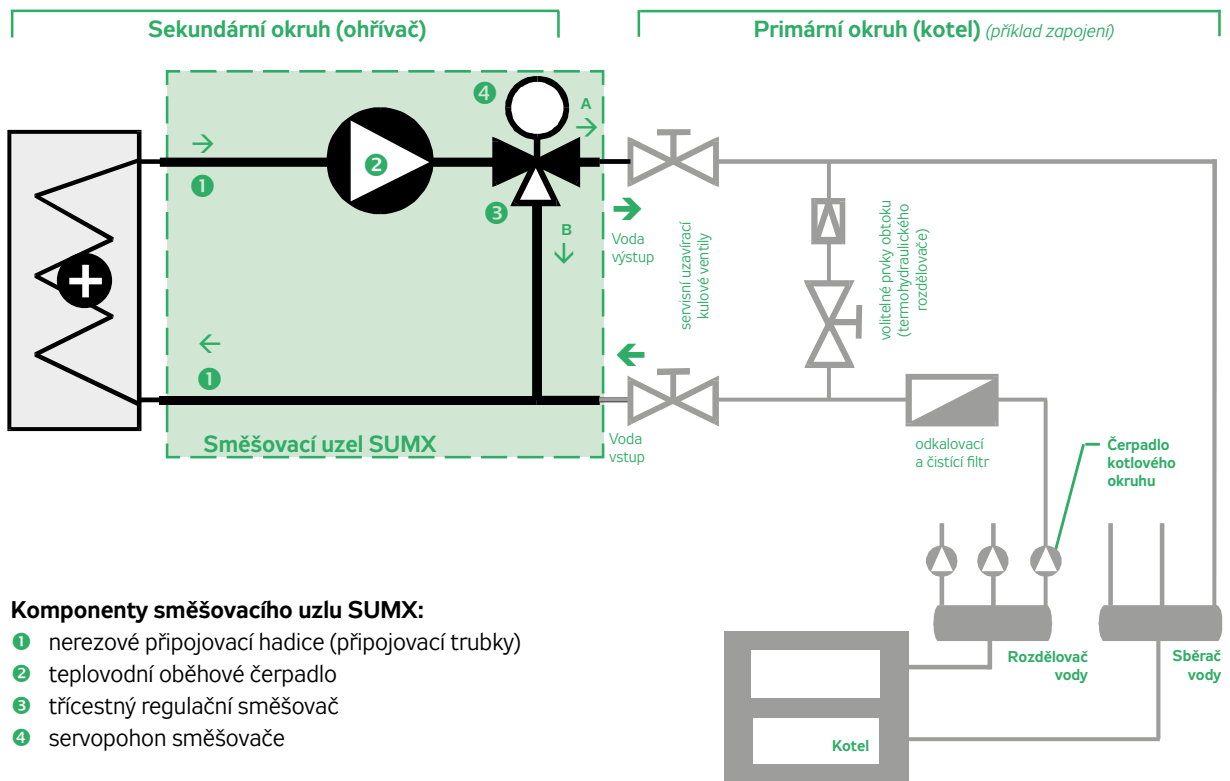 Sekundární okruh (ohřívač)
Primární okruh (kotel) (příklad zapojení)
4
A
1
2
3
B
Voda
výstup
servisní uzavírací
kulové ventily
volitelné prvky obtoku
(termohydraulického
rozdělovače)
1
Směšovací uzel SUMX
Voda
vstup
odkalovací
a čistící filtr
Čerpadlo
kotlového
okruhu
Rozdělovač
vody
Sběrač
vody
Kotel
Komponenty směšovacího uzlu SUMX:
1 nerezové připojovací hadice (připojovací trubky)
2 teplovodní oběhové čerpadlo
3 třícestný regulační směšovač
4 servopohon směšovače